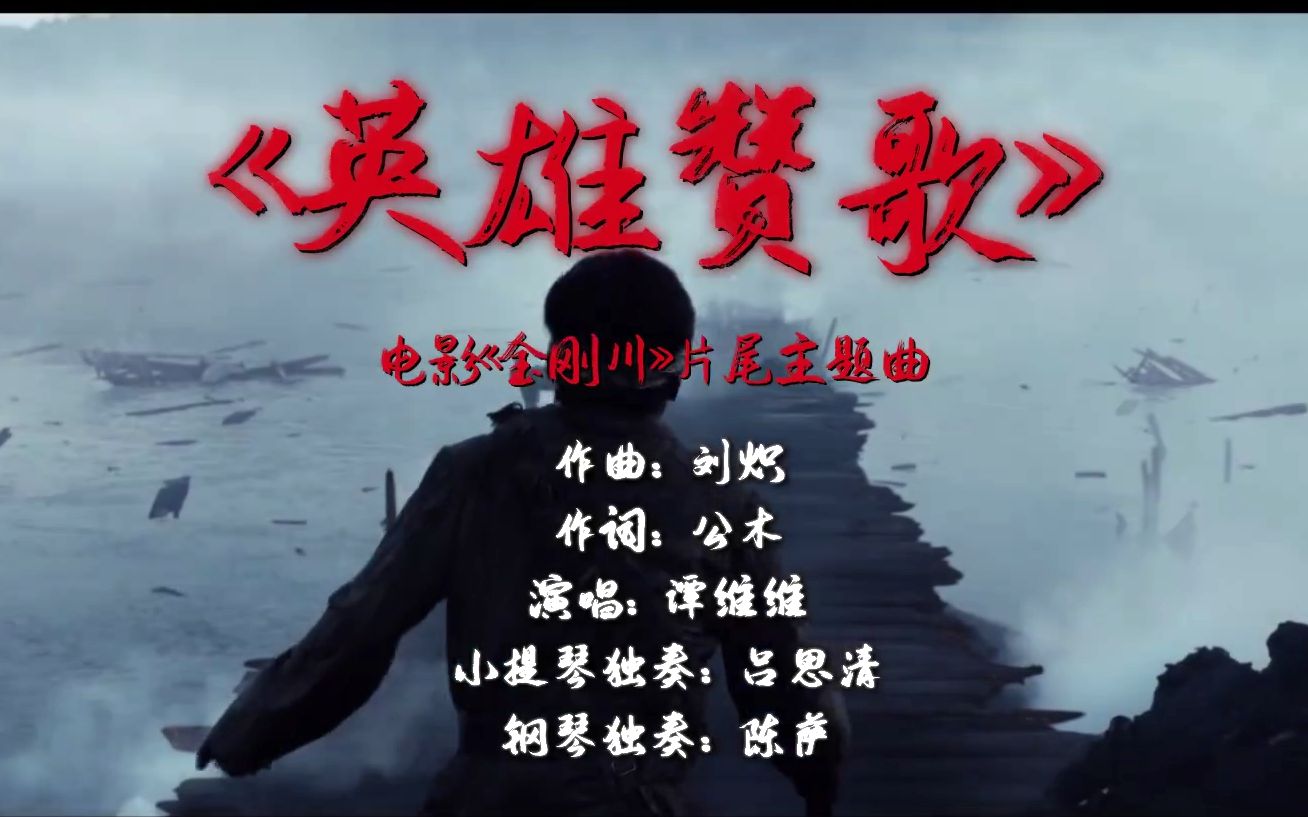 《英雄赞歌》
电影《金刚川》片尾主题曲
作曲：刘炽
作词：公木
演唱：谭维维
小提琴独奏：吕思清
钢琴独奏：陈萨